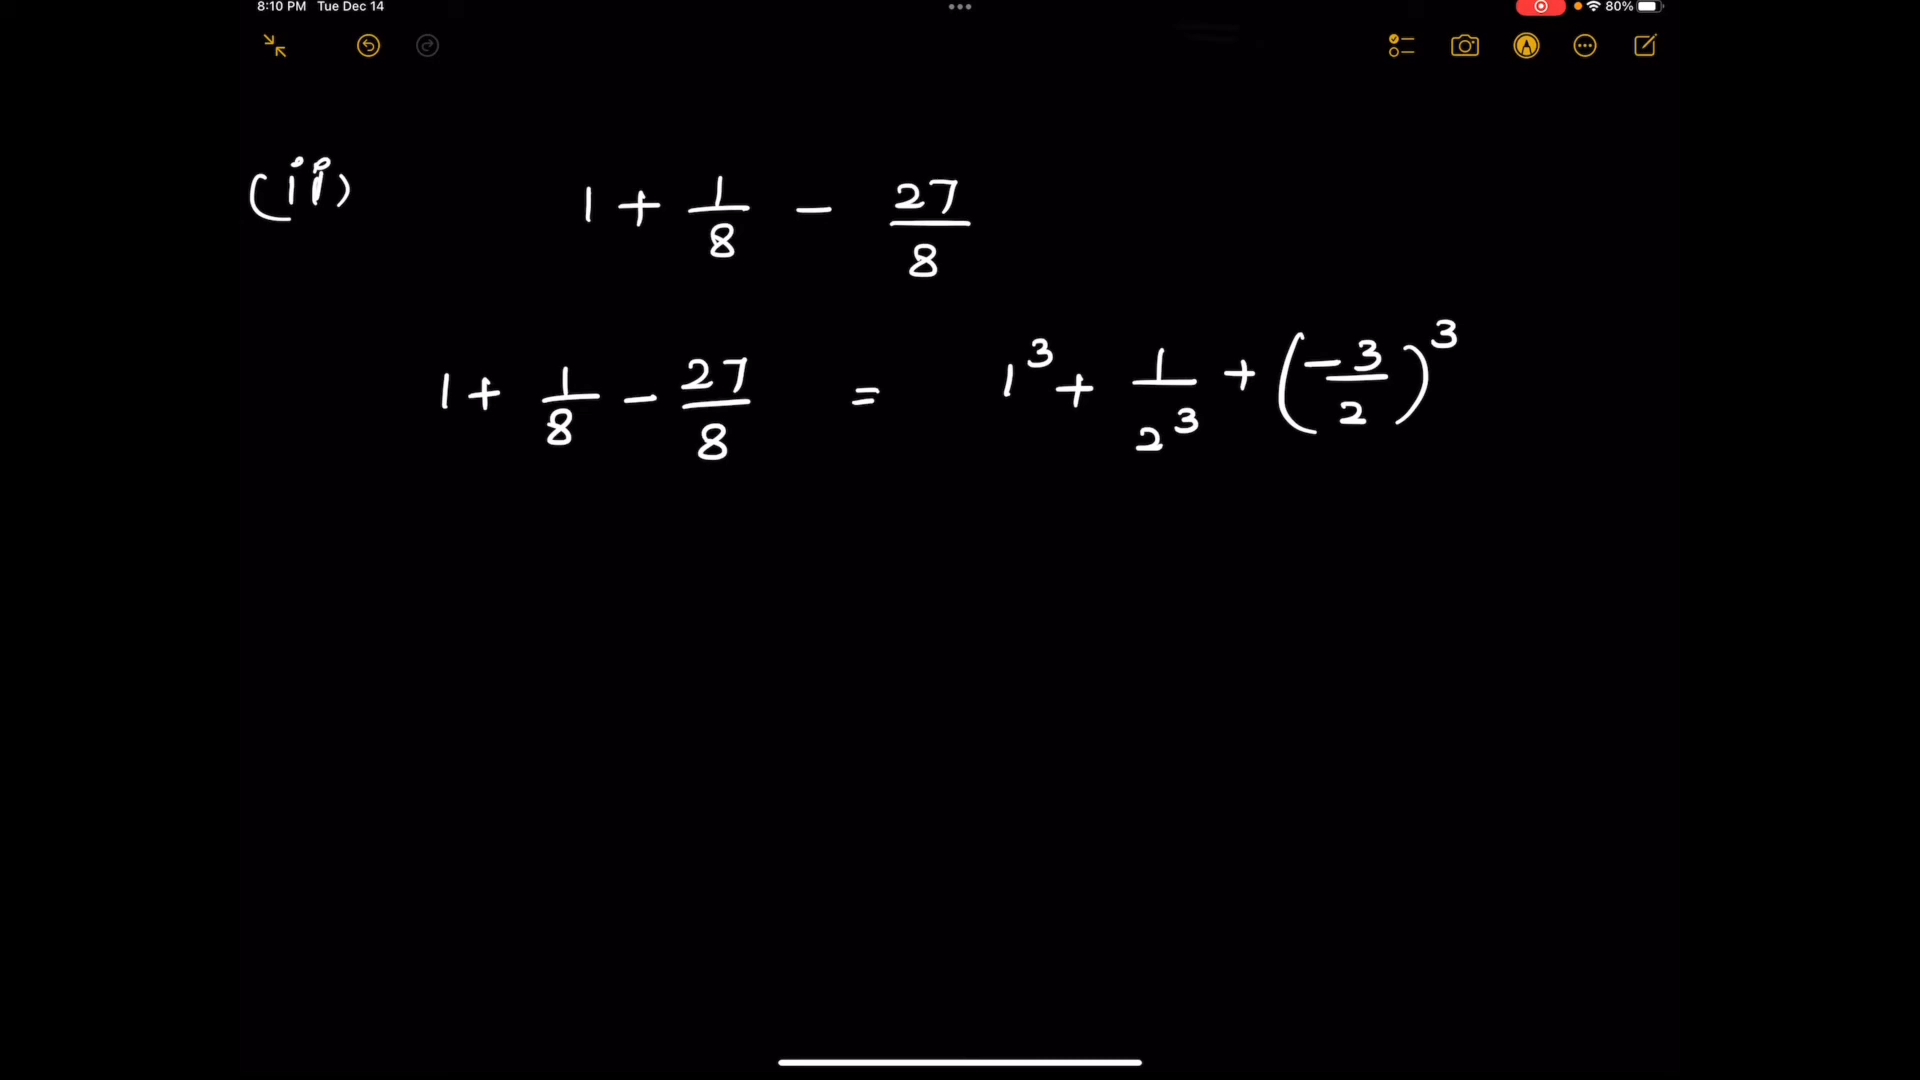 8:10 PM Tue Dec 14 80%
(ii) 1 + 1/8 - 27/8
1 + 1/8 - 27/8 = 1³ + 1/2³ + (-3/2)³